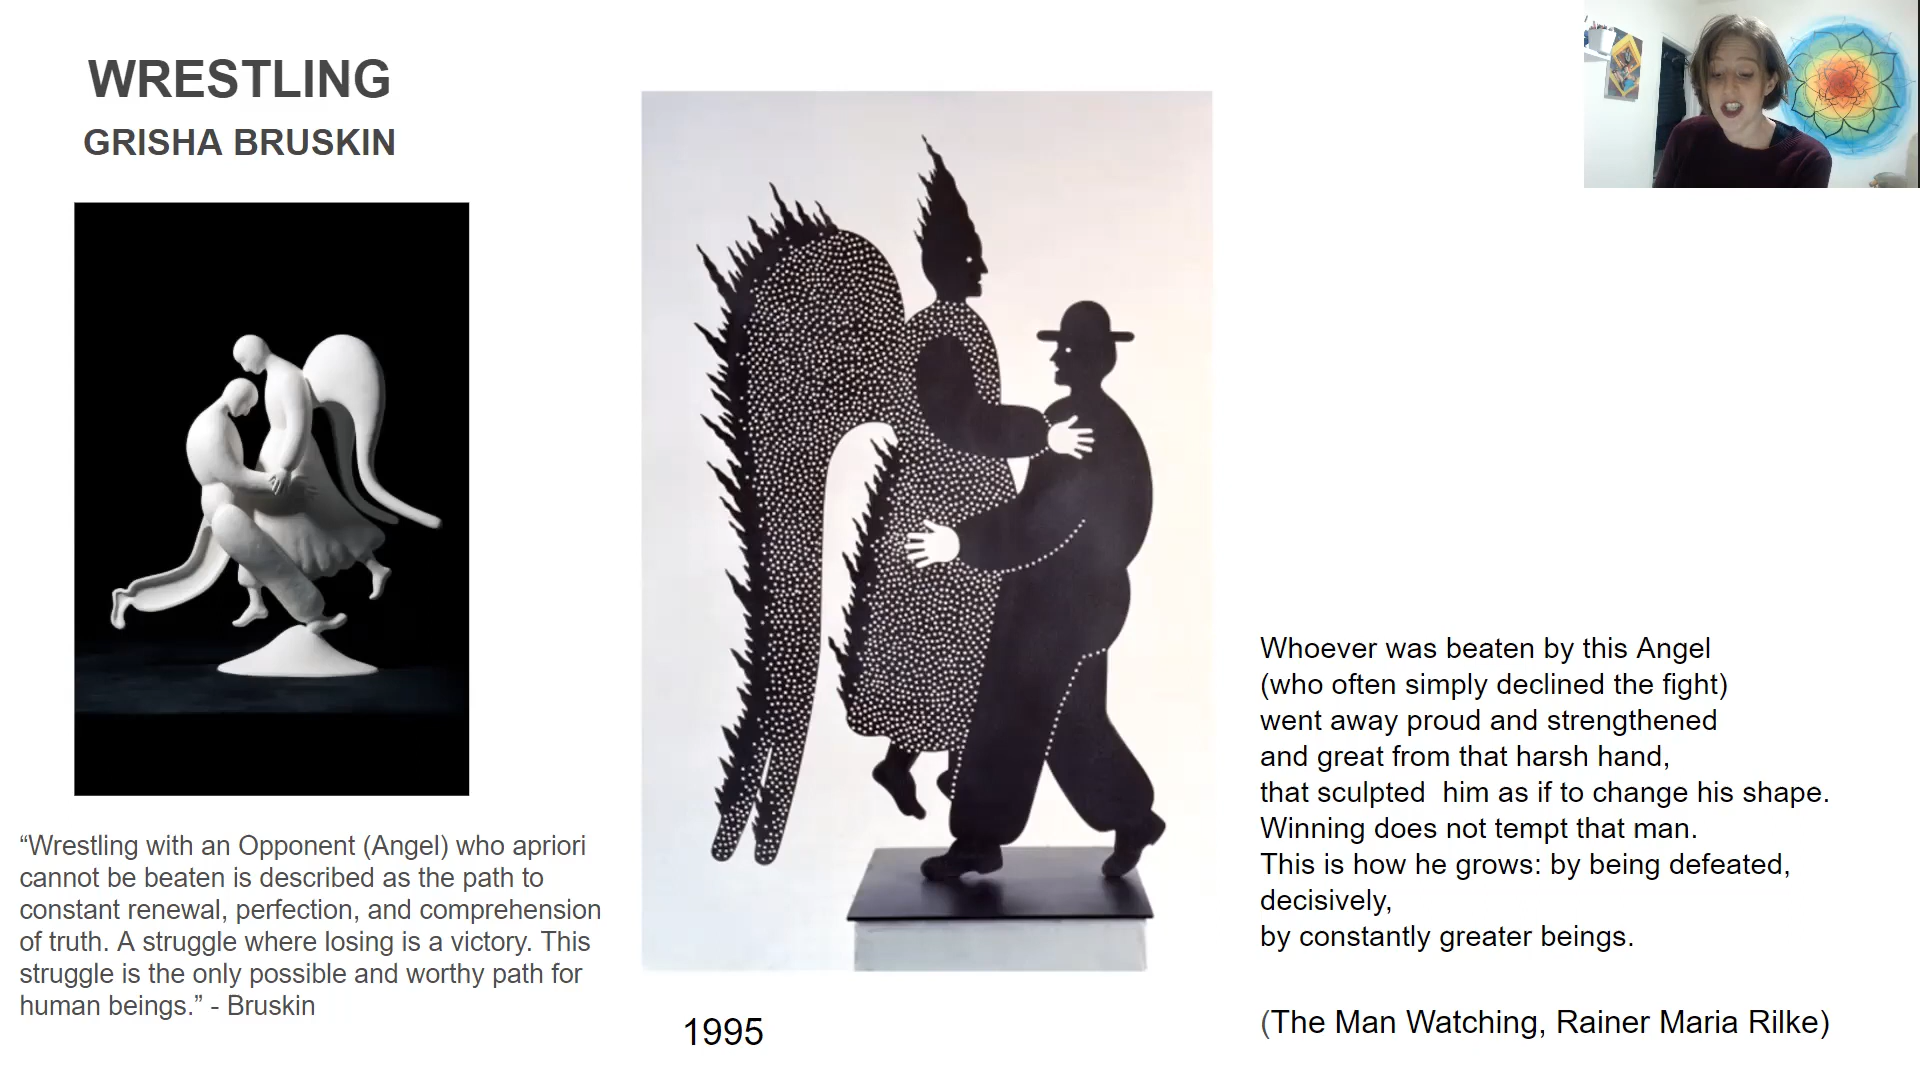 WRESTLING
GRISHA BRUSKIN
“Wrestling with an Opponent (Angel) who apriori
cannot be beaten is described as the path to
constant renewal, perfection, and comprehension
of truth. A struggle where losing is a victory. This
struggle is the only possible and worthy path for
human beings.” - Bruskin
1995
Whoever was beaten by this Angel
(who often simply declined the fight)
went away proud and strengthened
and great from that harsh hand,
that sculpted  him as if to change his shape.
Winning does not tempt that man.
This is how he grows: by being defeated,
decisively,
by constantly greater beings.
(The Man Watching, Rainer Maria Rilke)